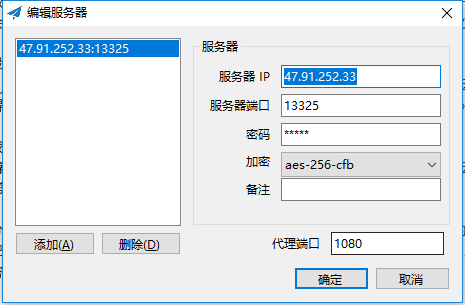 编辑服务器
47.91.252.33:13325
服务器
服务器 IP
47.91.252.33
服务器端口
13325
密码
*****
加密
aes-256-cfb
备注
添加(A)
删除(D)
代理端口
1080
确定
取消